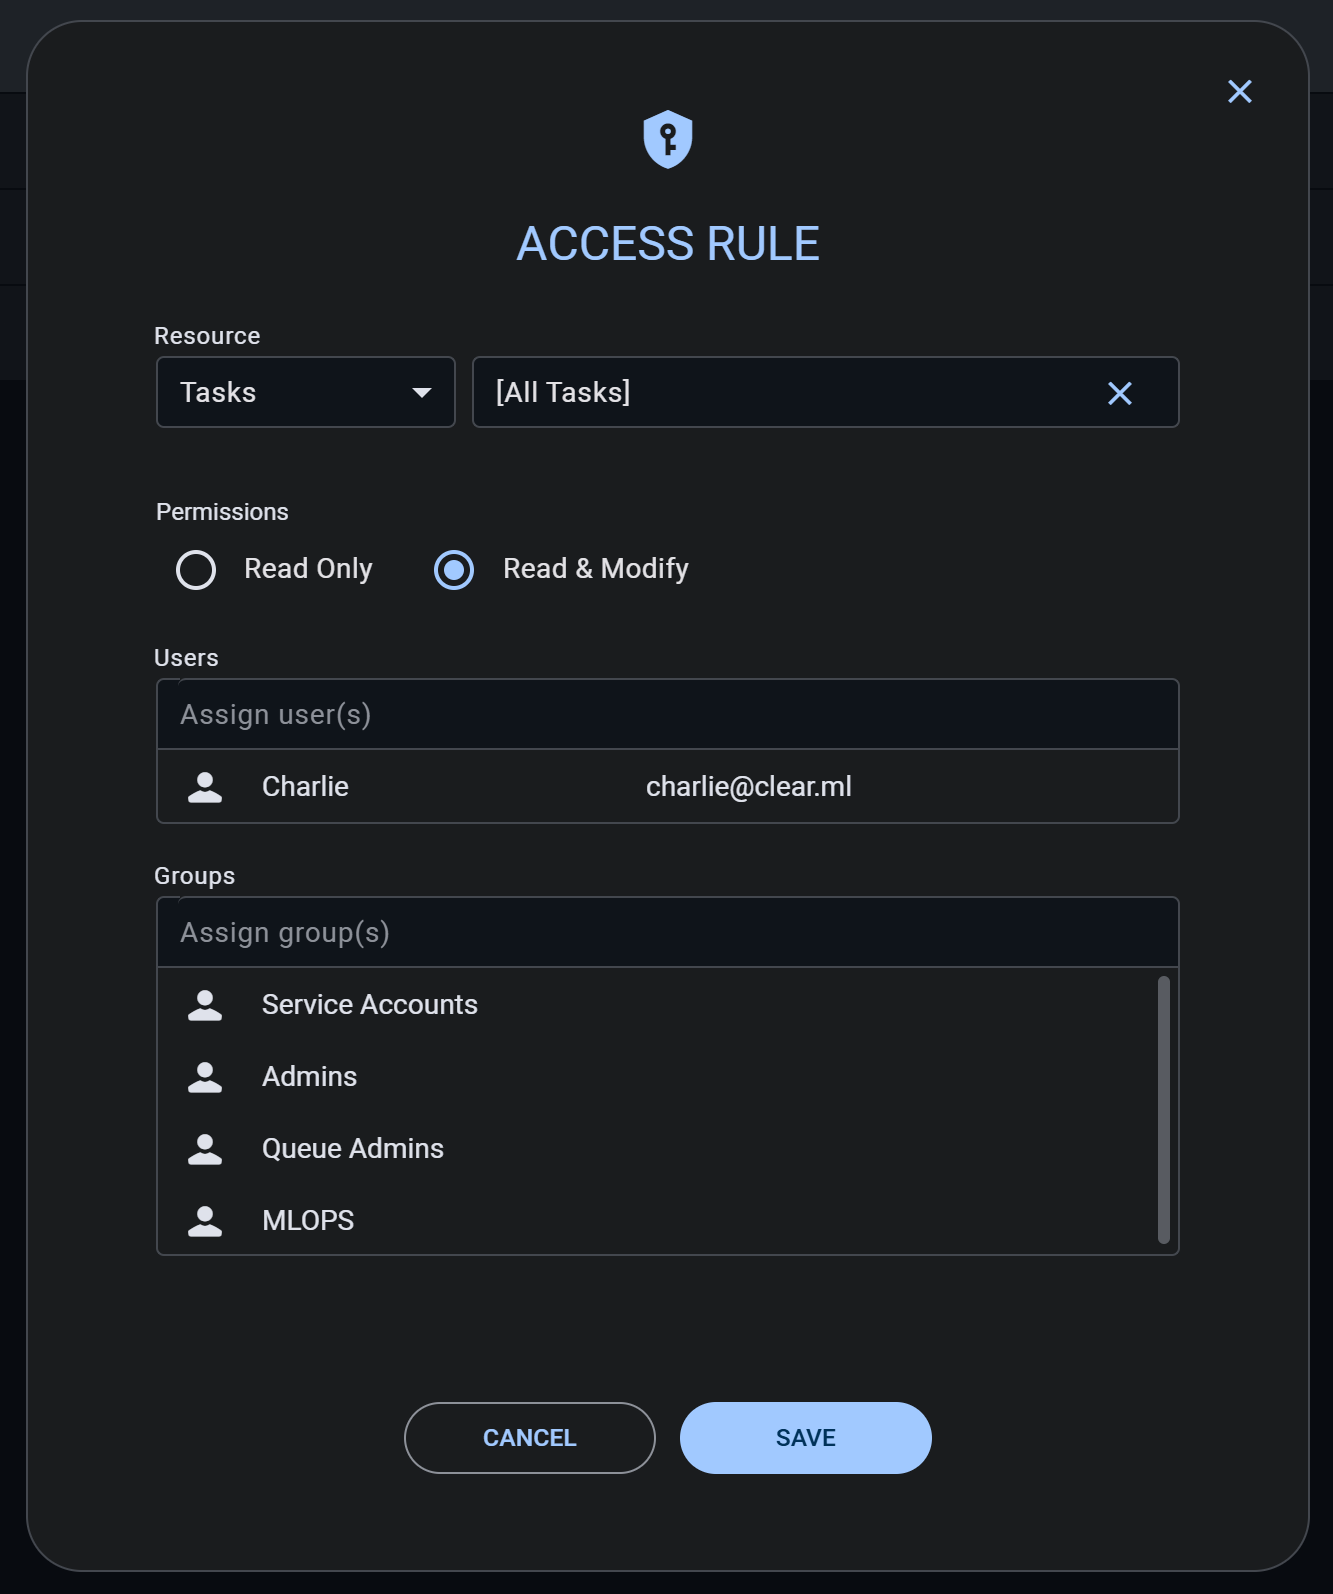 ACCESS RULE
Resource
Tasks [All Tasks]
Permissions
Read Only Read & Modify
Users
Assign user(s)
Charlie charlie@clear.ml
Groups
Assign group(s)
Service Accounts
Admins
Queue Admins
MLOPS
CANCEL SAVE